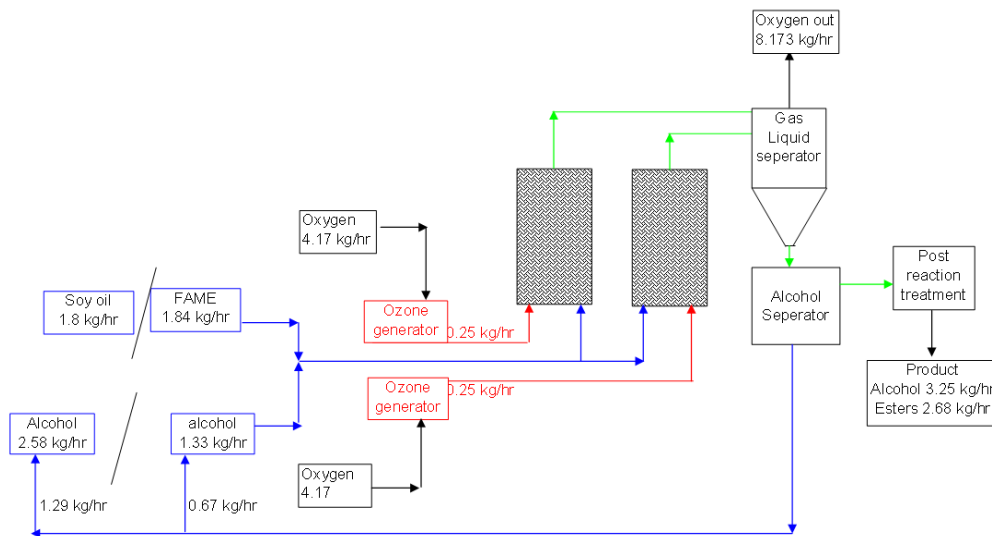 Oxygen out
8.173 kg/hr
Gas
Liquid
seperator
Oxygen
4.17 kg/hr
Soy oil
1.8 kg/hr
FAME
1.84 kg/hr
Ozone
generator
0.25 kg/hr
Alcohol
Seperator
Post
reaction
treatment
Ozone
generator
0.25 kg/hr
Product
Alcohol 3.25 kg/hr
Esters 2.68 kg/hr
Alcohol
2.58 kg/hr
alcohol
1.33 kg/hr
Oxygen
4.17
1.29 kg/hr
0.67 kg/hr